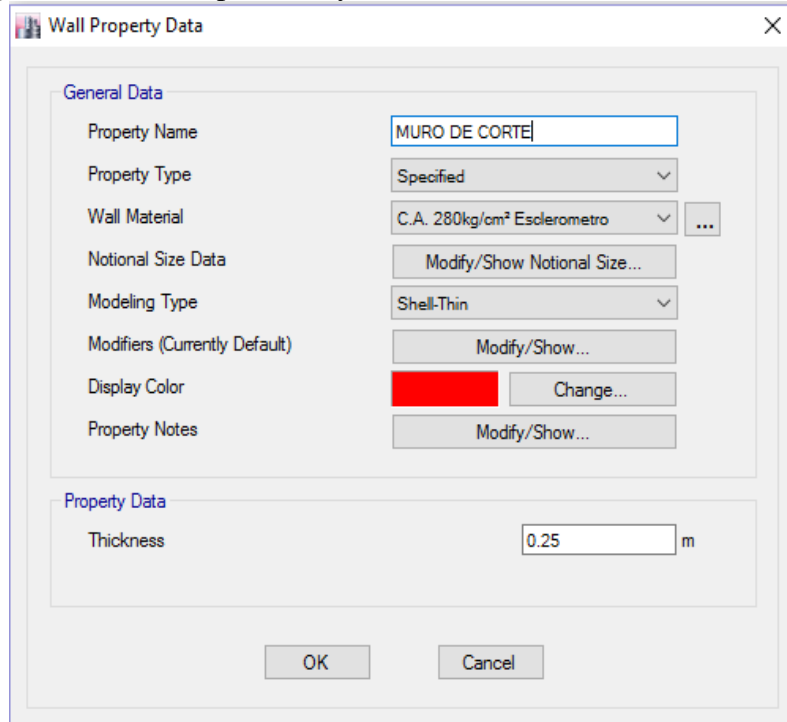 Wall Property Data
General Data
Property Name MURO DE CORTE
Property Type Specified
Wall Material C.A. 280kg/cm² Esclerometro ...
Notional Size Data Modify/Show Notional Size...
Modeling Type Shell-Thin
Modifiers (Currently Default) Modify/Show...
Display Color Change...
Property Notes Modify/Show...
Property Data
Thickness 0.25 m
OK Cancel